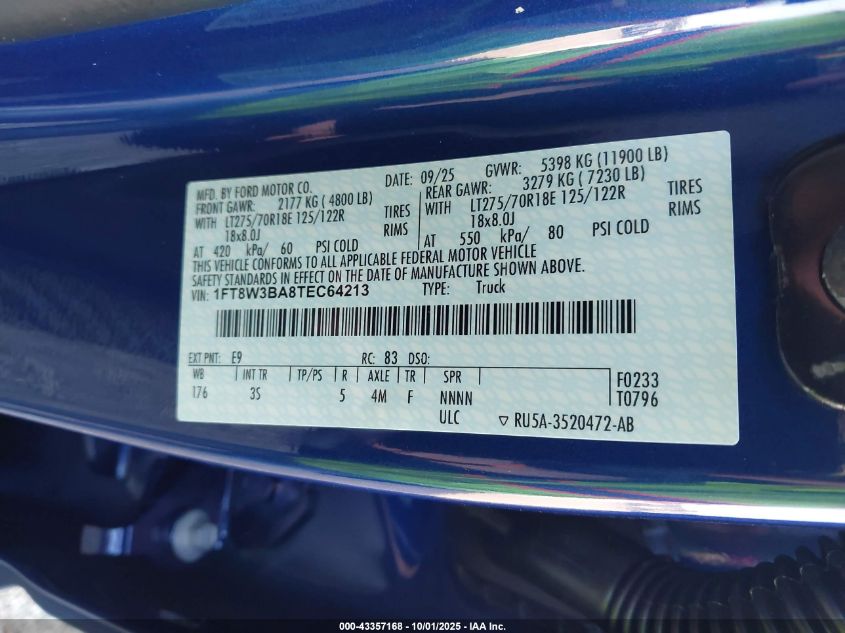 MFD. BY FORD MOTOR CO.
DATE: 09/25 GVWR: 5398 KG (11900 LB)
FRONT GAWR: 2177 KG ( 4800 LB) REAR GAWR: 3279 KG ( 7230 LB)
WITH LT275/70R18E 125/122R TIRES WITH LT275/70R18E 125/122R TIRES
18x8.0J RIMS 18x8.0J RIMS
AT 420 kPa/ 60 PSI COLD AT 550 kPa/ 80 PSI COLD
THIS VEHICLE CONFORMS TO ALL APPLICABLE FEDERAL MOTOR VEHICLE
SAFETY STANDARDS IN EFFECT ON THE DATE OF MANUFACTURE SHOWN ABOVE.
VIN: 1FT8W3BA8TEC64213 TYPE: Truck
EXT PNT: E9 RC: 83 DSO:
WB INT TR TP/PS R AXLE TR SPR F0233
176 3S 5 4M F NNNN T0796
ULC ▽ RU5A-3520472-AB
000-43357168 - 10/01/2025 - IAA Inc.